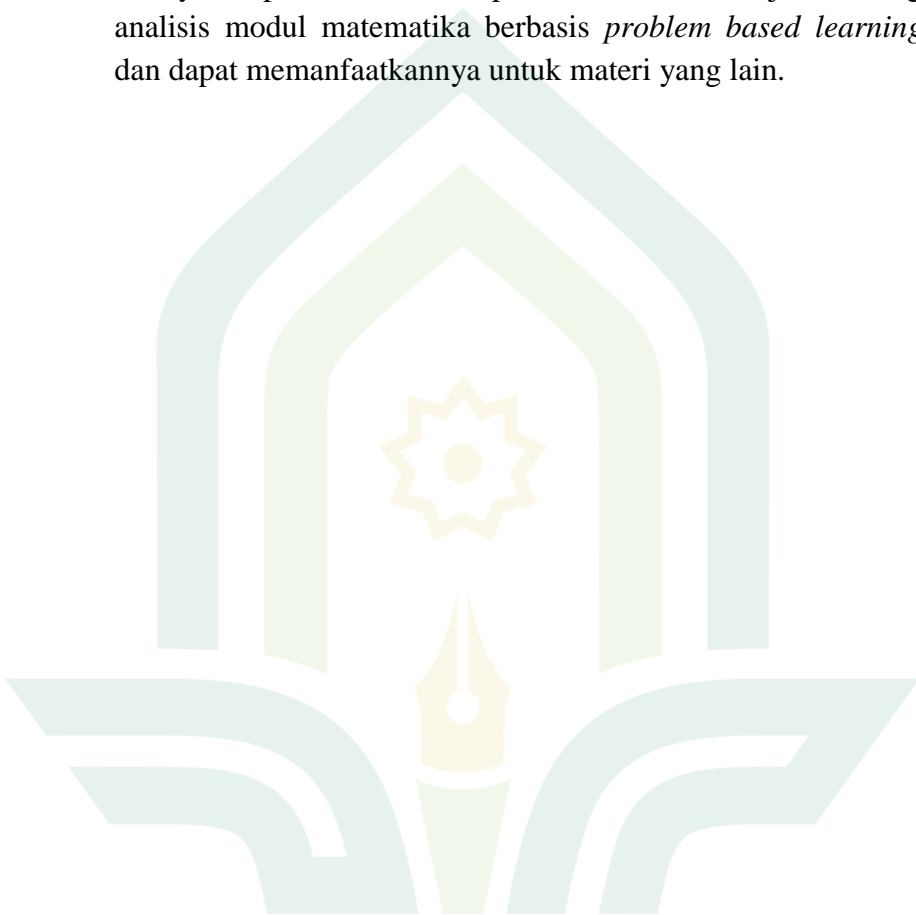 analisis modul matematika berbasis problem based learning
dan dapat memanfaatkannya untuk materi yang lain.